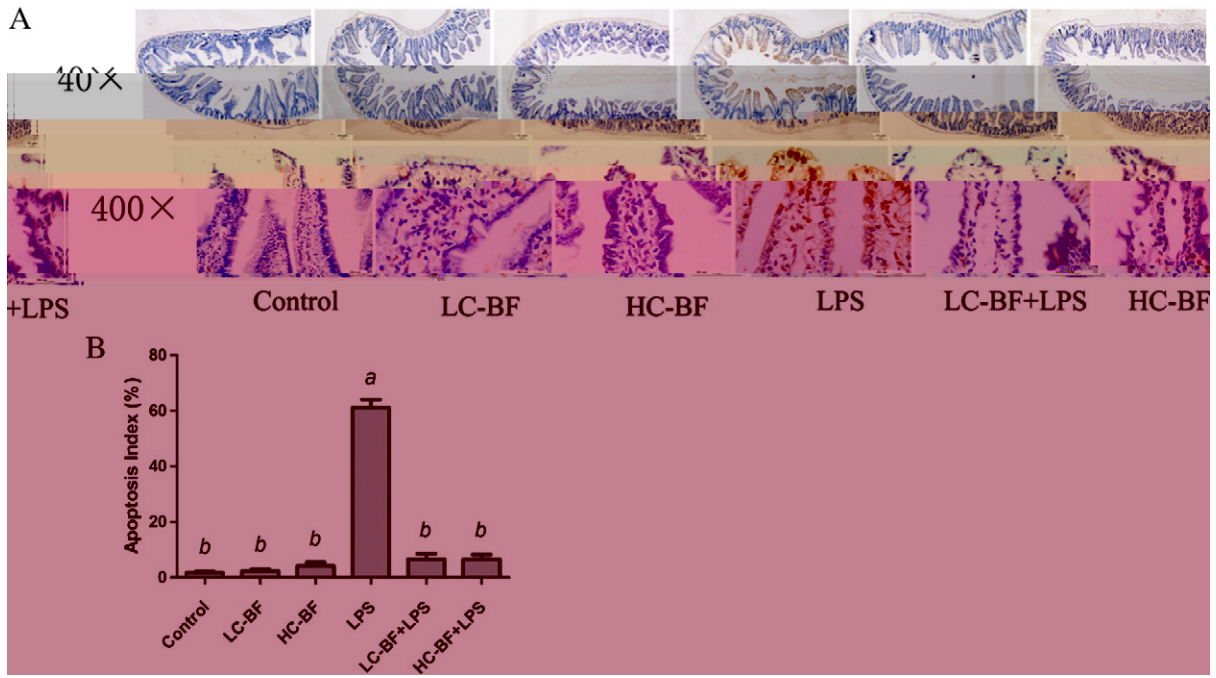 A
40×
400×
+LPS Control LC-BF HC-BF LPS LC-BF+LPS HC-BF
B
80
60
40
20
0
Apoptosis Index (%)
b b b a b b
Control LC-BF HC-BF LPS LC-BF+LPS HC-BF+LPS